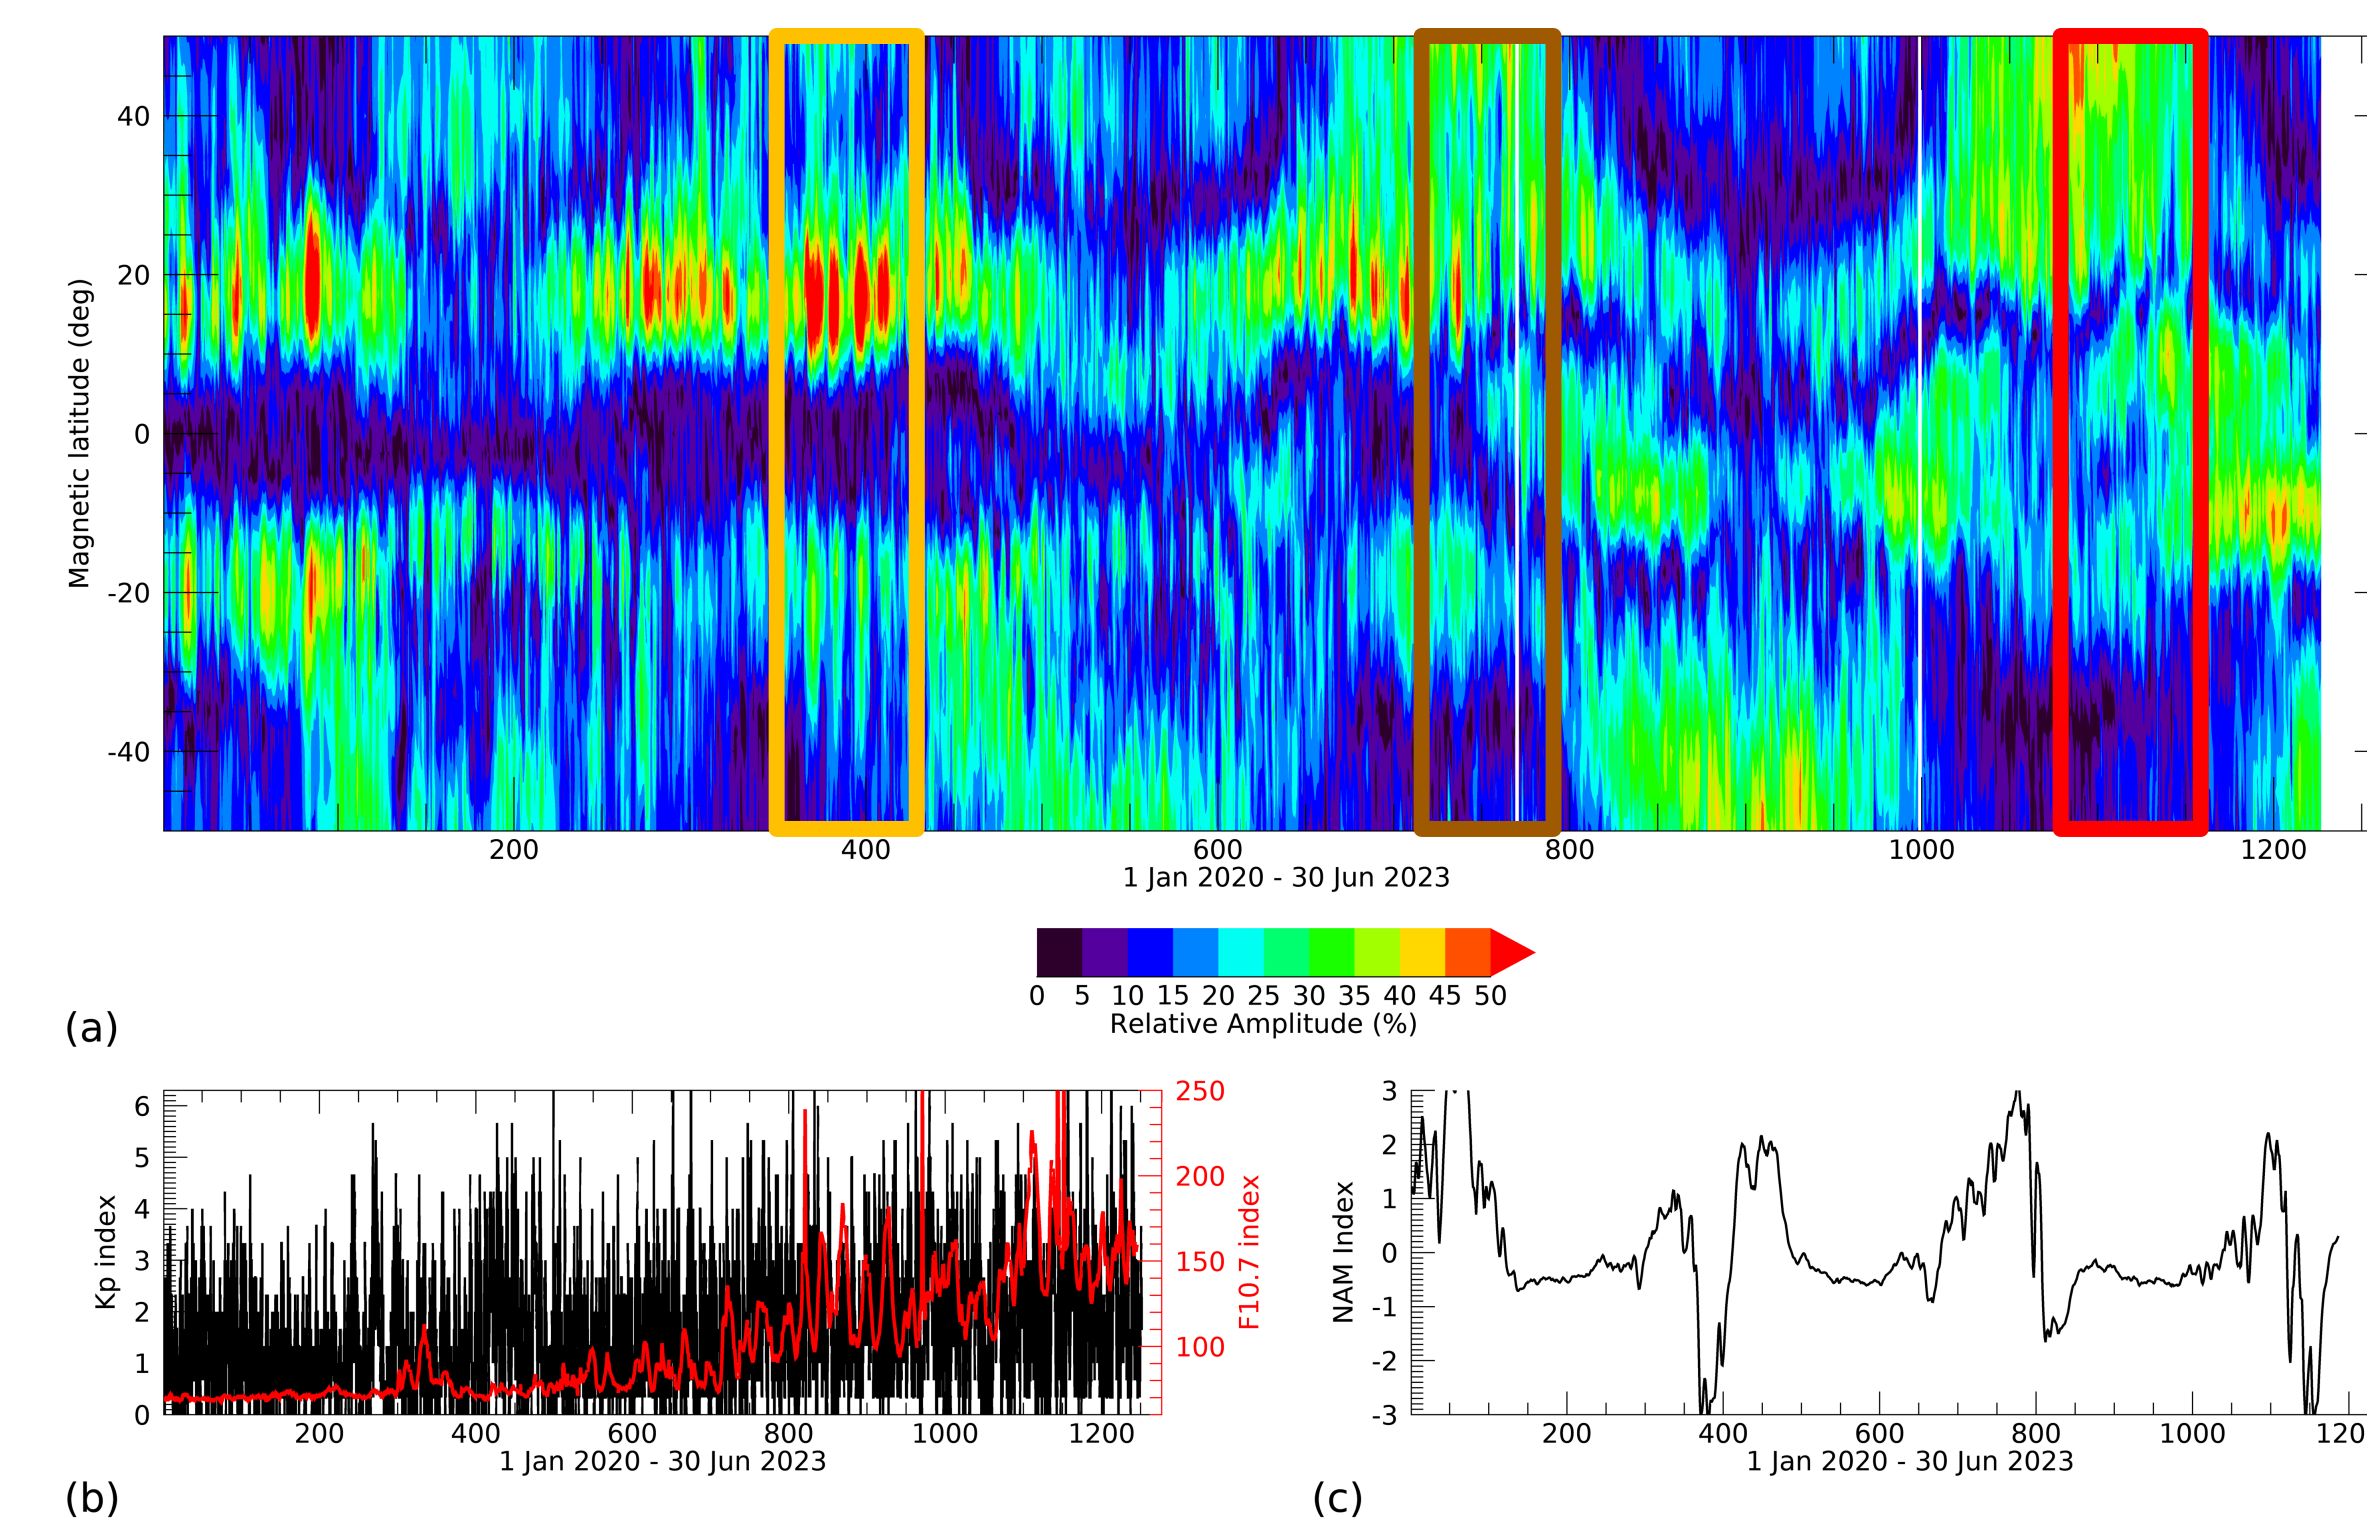 40
20
0
-20
-40
Magnetic latitude (deg)
200 400 600 800 1000 1200
1 Jan 2020 - 30 Jun 2023
0 5 10 15 20 25 30 35 40 45 50
Relative Amplitude (%)
(a)
6
5
4
3
2
1
0
Kp index
250
200
150
100
F10.7 index
200 400 600 800 1000 1200
1 Jan 2020 - 30 Jun 2023
(b)
3
2
1
0
-1
-2
-3
NAM Index
200 400 600 800 1000 120
1 Jan 2020 - 30 Jun 2023
(c)